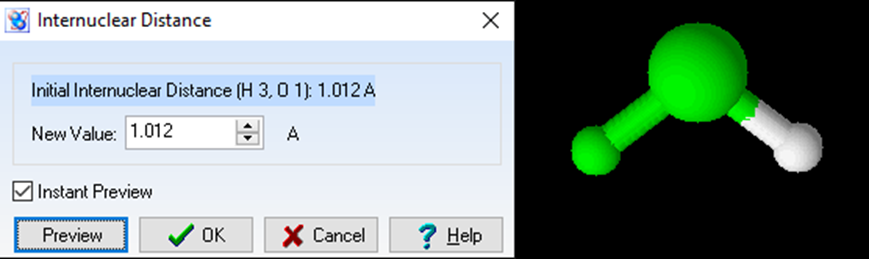 Internuclear Distance
Initial Internuclear Distance (H 3, O 1): 1.012 A
New Value: 1.012 A
Instant Preview
Preview OK Cancel Help